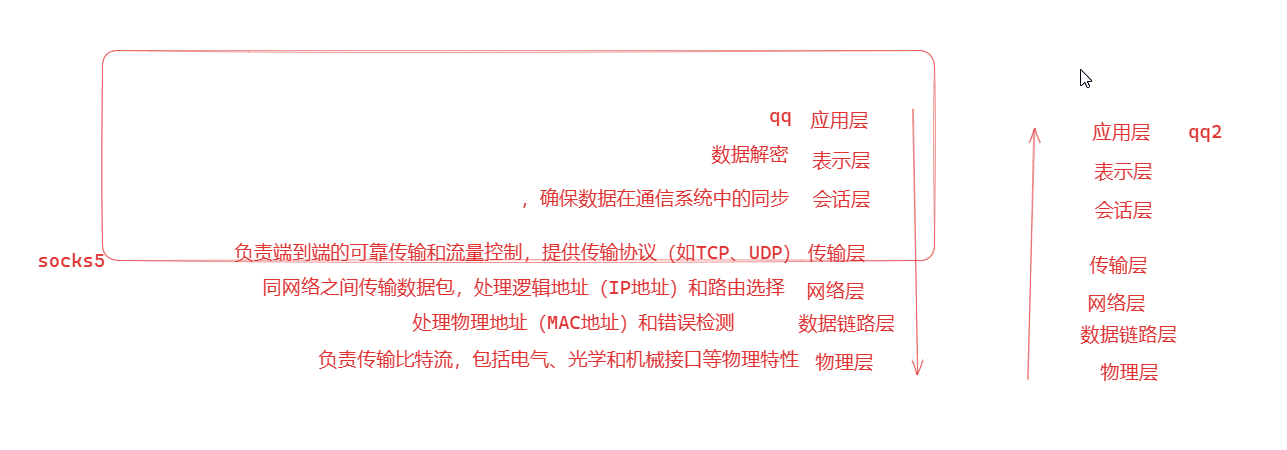 qq 应用层
数据解密 表示层
，确保数据在通信系统中的同步 会话层
socks5
负责端到端的可靠传输和流量控制，提供传输协议（如TCP、UDP） 传输层
同网络之间传输数据包，处理逻辑地址（IP地址）和路由选择 网络层
处理物理地址（MAC地址）和错误检测 数据链路层
负责传输比特流，包括电气、光学和机械接口等物理特性 物理层
应用层 qq2
表示层
会话层
传输层
网络层
数据链路层
物理层